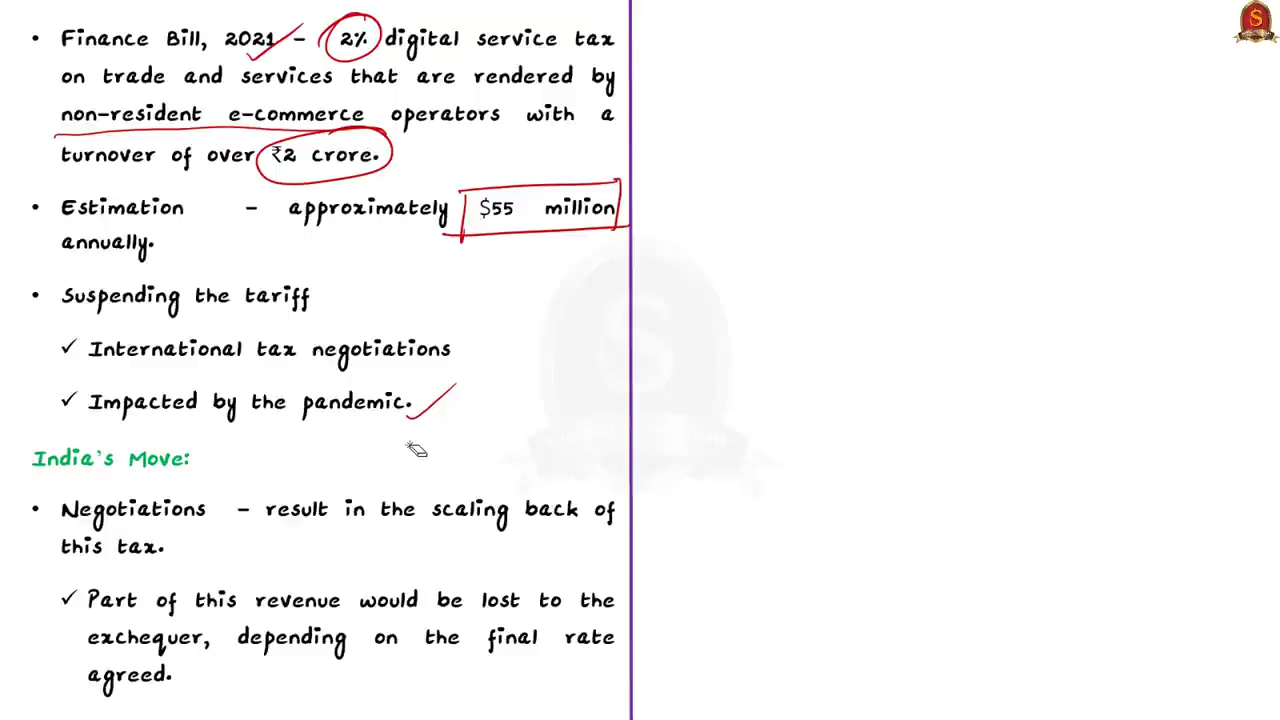 • Finance Bill, 2021 – 2% digital service tax
on trade and services that are rendered by
non-resident e-commerce operators with a
turnover of over ₹2 crore.
• Estimation – approximately $55 million
annually.
• Suspending the tariff
✓ International tax negotiations
✓ Impacted by the pandemic.
India's Move:
• Negotiations – result in the scaling back of
this tax.
✓ Part of this revenue would be lost to the
exchequer, depending on the final rate
agreed.
S
S